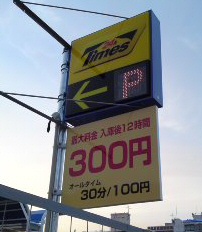 24h
Times
P
最大料金 入庫後12時間
300円
オールタイム
30分/100円